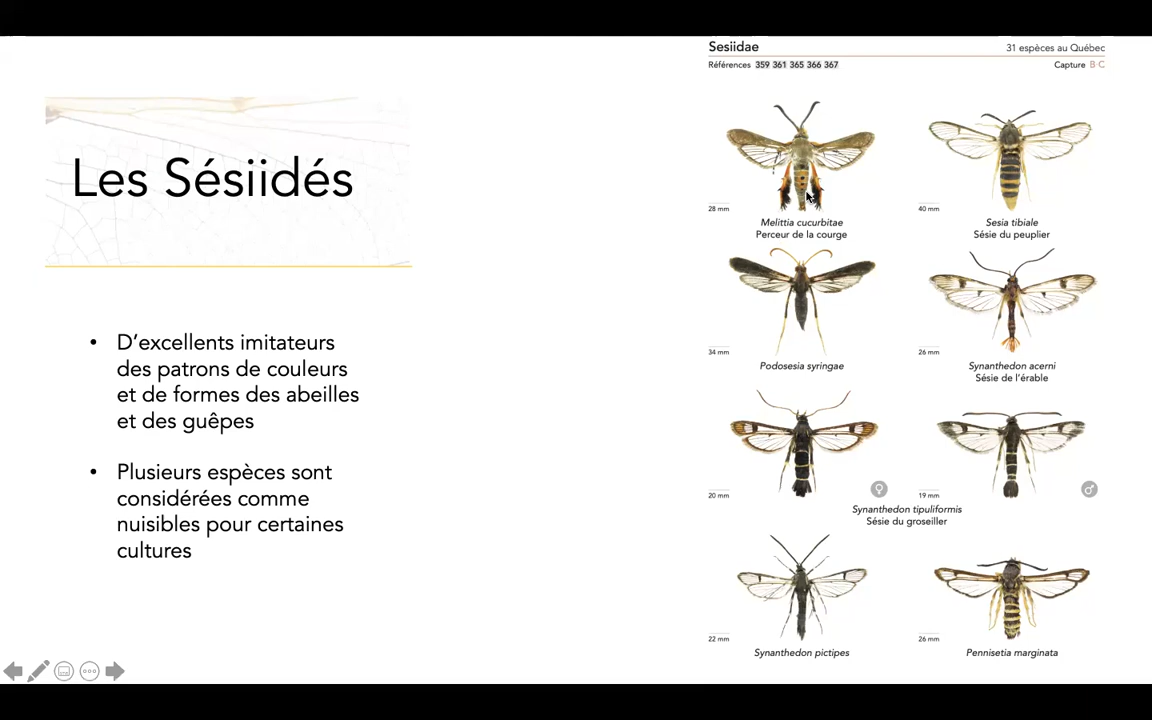 Les Sésiidés
• D’excellents imitateurs
des patrons de couleurs
et de formes des abeilles
et des guêpes
• Plusieurs espèces sont
considérées comme
nuisibles pour certaines
cultures
Sesiidae
31 espèces au Québec
Références 359 361 365 366 367
Capture B-C
28 mm
Melittia cucurbitae
Perceur de la courge
40 mm
Sesia tibiale
Sésie du peuplier
34 mm
Podosesia syringae
26 mm
Synanthedon acerni
Sésie de l’érable
20 mm
♀
19 mm
♂
Synanthedon tipuliformis
Sésie du groseiller
22 mm
Synanthedon pictipes
26 mm
Pennisetia marginata